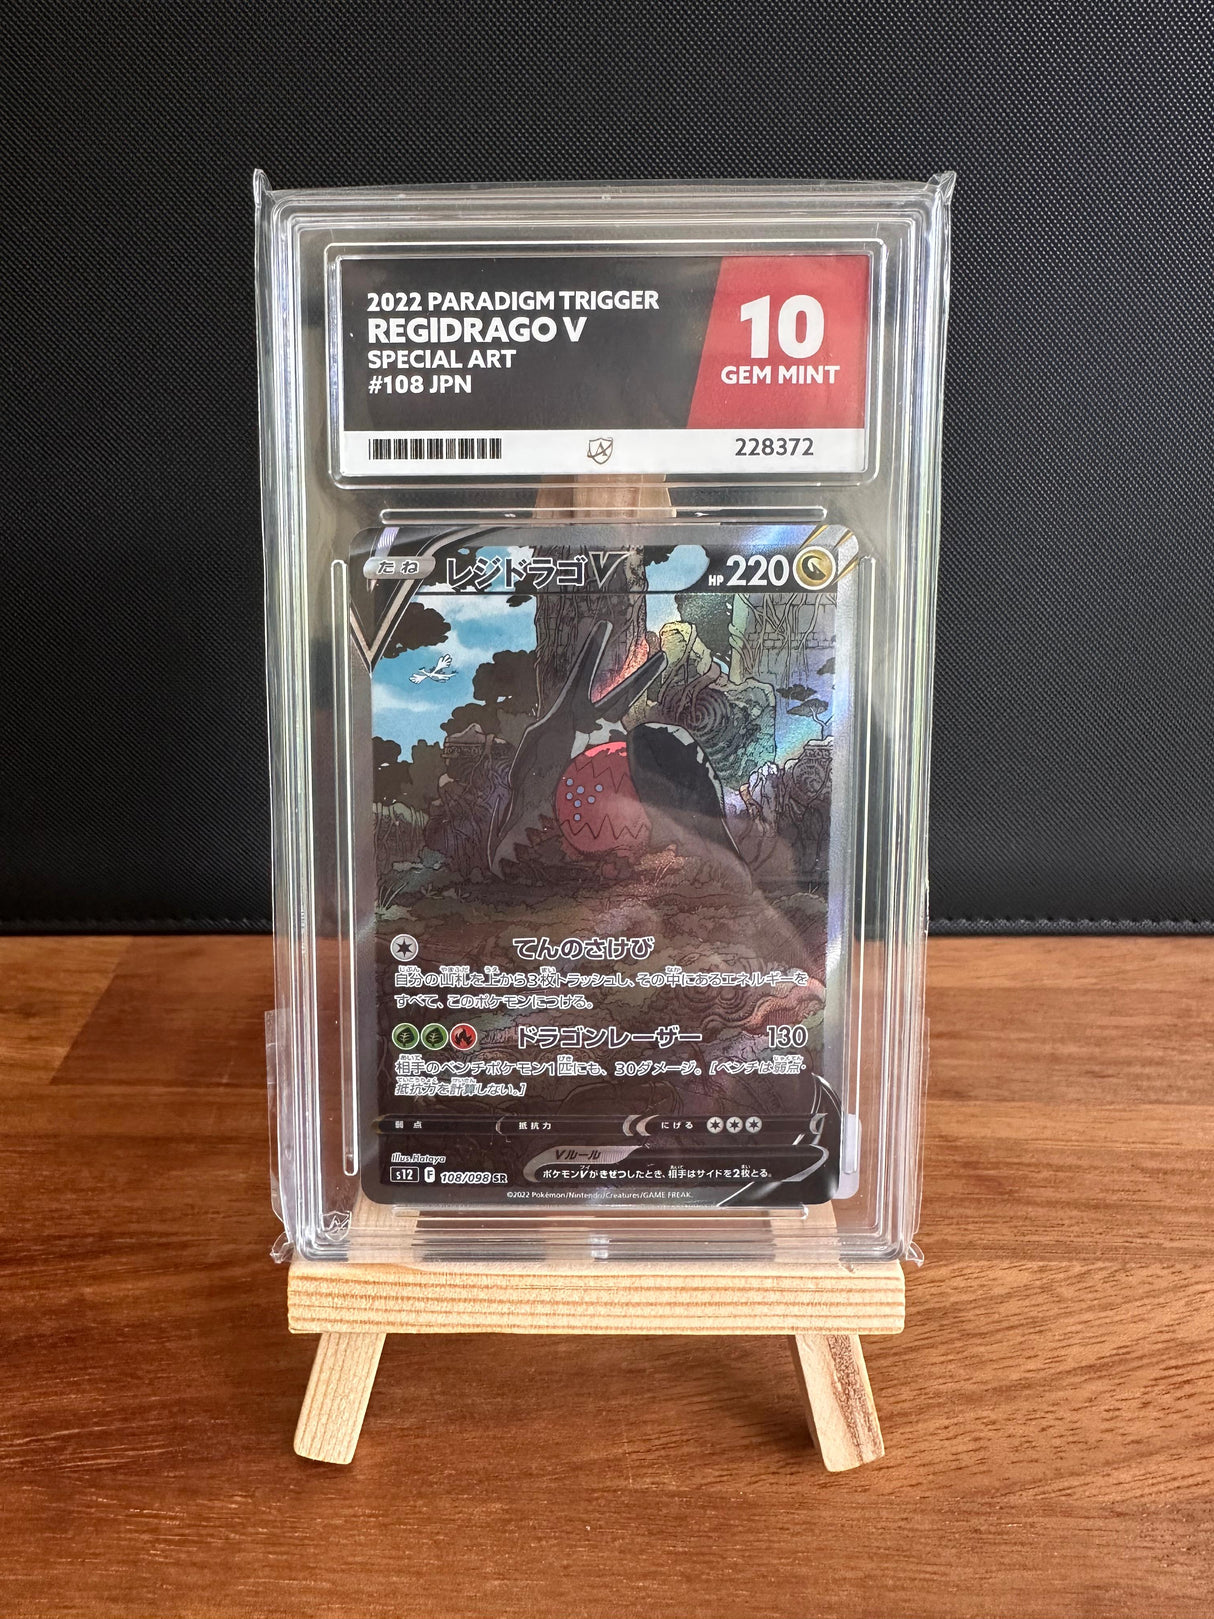 2022 PARADIGM TRIGGER
REGIDRAGO V
SPECIAL ART
#108 JPN
10
GEM MINT
228372
たね レジドラゴV HP 220
てんのさけび
自分の山札を上から3枚トラッシュし、その中にあるエネルギーを
すべて、このポケモンにつける。
ドラゴンレーザー 130
相手のベンチポケモン1匹にも、30ダメージ。[ベンチは弱点・
抵抗力を計算しない。]
弱点 抵抗力 にげる
Illus. Hataya
Vルール
s12 F 108/098 SR
ポケモンVがきぜつしたとき、相手はサイドを2枚とる。
©2022 Pokémon/Nintendo/Creatures/GAME FREAK.